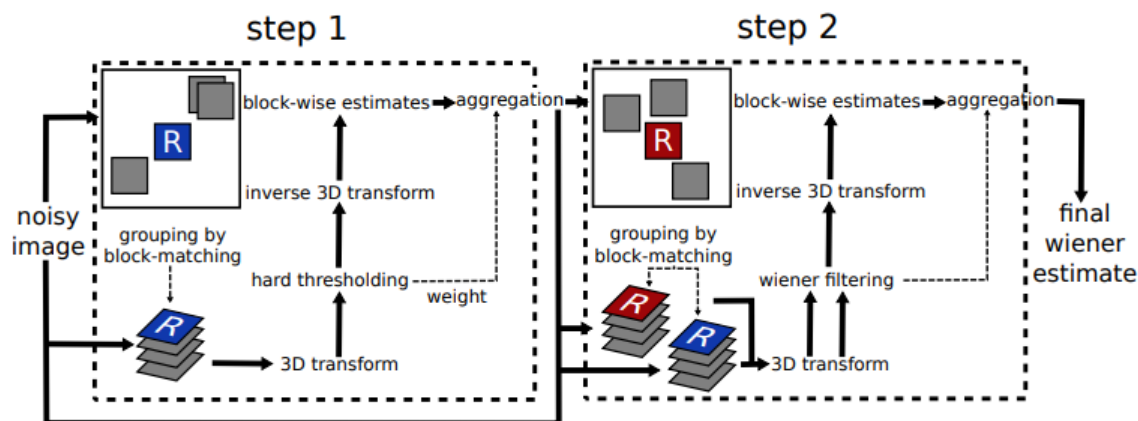 step 1
step 2
block-wise estimates
aggregation
R
inverse 3D transform
noisy
image
grouping by
block-matching
hard thresholding
weight
R
3D transform
block-wise estimates
aggregation
R
inverse 3D transform
grouping by
block-matching
wiener filtering
R
R
3D transform
final
wiener
estimate